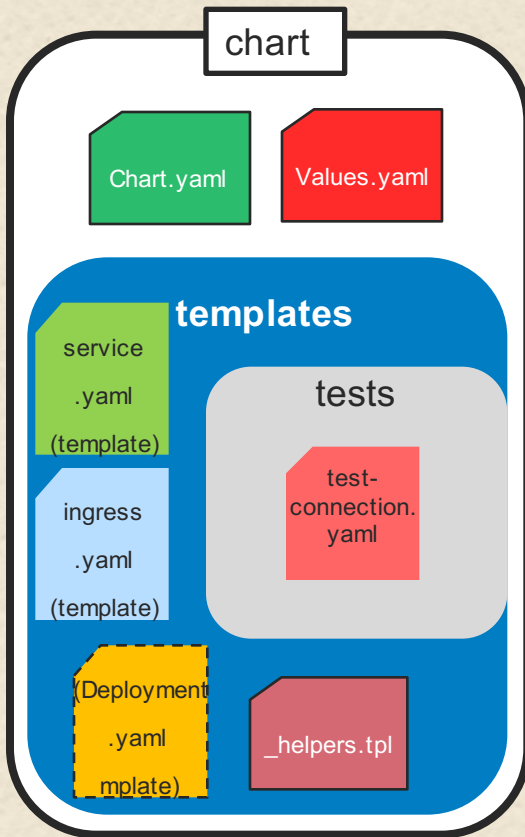 chart
Chart.yaml
Values.yaml
templates
service
.yaml
(template)
tests
test-
connection.
yaml
ingress
.yaml
(template)
(Deployment
.yaml
mplate)
_helpers.tpl